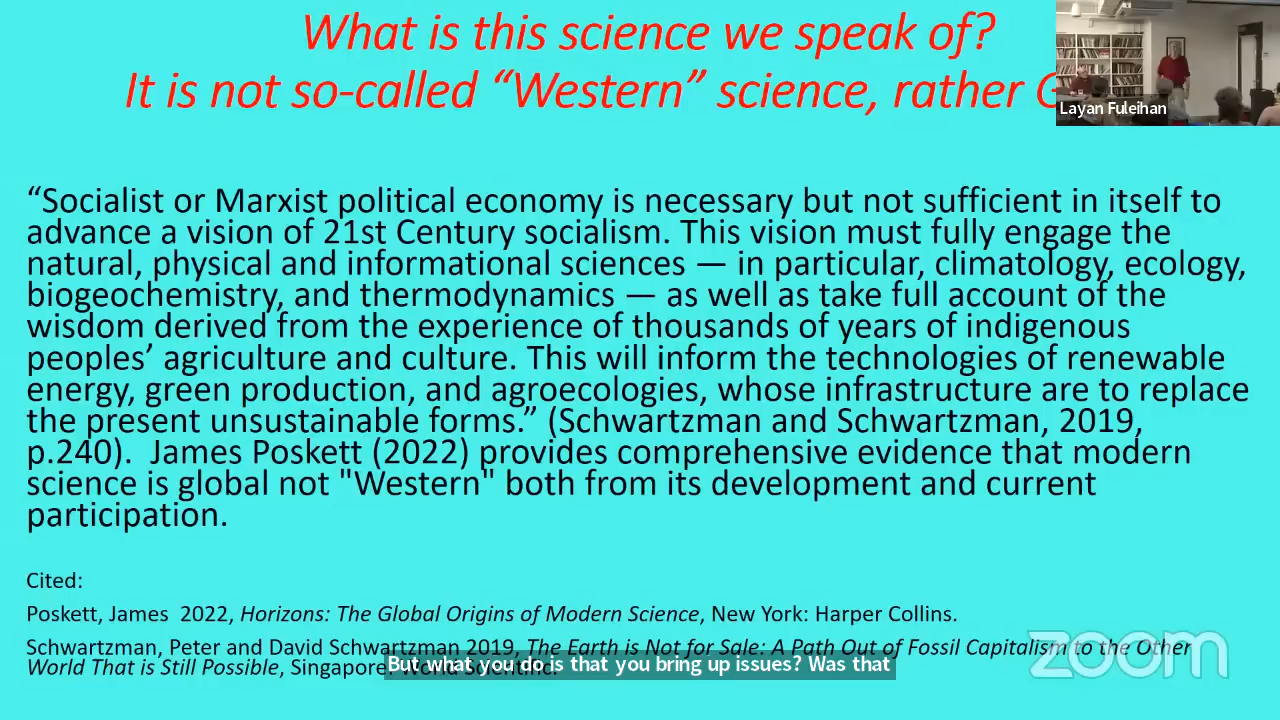 What is this science we speak of?
It is not so-called “Western” science, rather
Layan Fuleihan
“Socialist or Marxist political economy is necessary but not sufficient in itself to
advance a vision of 21st Century socialism. This vision must fully engage the
natural, physical and informational sciences — in particular, climatology, ecology,
biogeochemistry, and thermodynamics — as well as take full account of the
wisdom derived from the experience of thousands of years of indigenous
peoples’ agriculture and culture. This will inform the technologies of renewable
energy, green production, and agroecologies, whose infrastructure are to replace
the present unsustainable forms.” (Schwartzman and Schwartzman, 2019,
p.240).  James Poskett (2022) provides comprehensive evidence that modern
science is global not "Western" both from its development and current
participation.
Cited:
Poskett, James  2022, Horizons: The Global Origins of Modern Science, New York: Harper Collins.
Schwartzman, Peter and David Schwartzman 2019, The Earth is Not for Sale: A Path Out of Fossil Capitalism to the Other
World That is Still Possible, Singapore: World Scientific.
But what you do is that you bring up issues? Was that
zoom